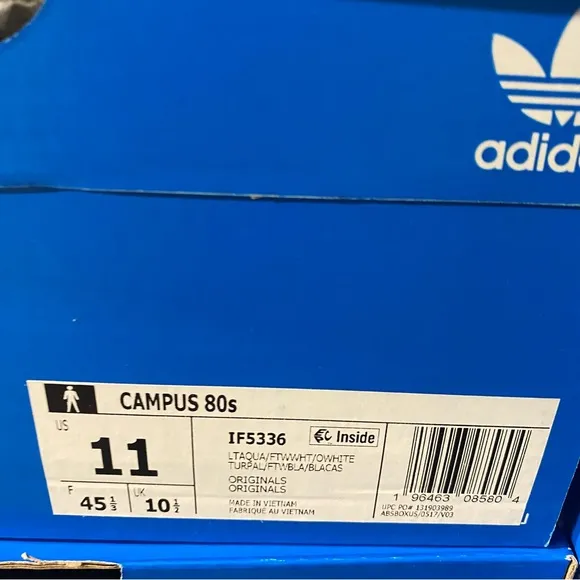 adid
CAMPUS 80s
US
11
F
45 1/3
UK
10 1/2
IF5336
Inside
LTAQUA/FTWWHT/OWHITE
TURPAL/FTWBLA/BLACAS
ORIGINALS
ORIGINALS
MADE IN VIETNAM
FABRIQUÉ AU VIETNAM
1 96463 08580 4
UPC PO# 131903989
ABSBOXUS/0517/V03